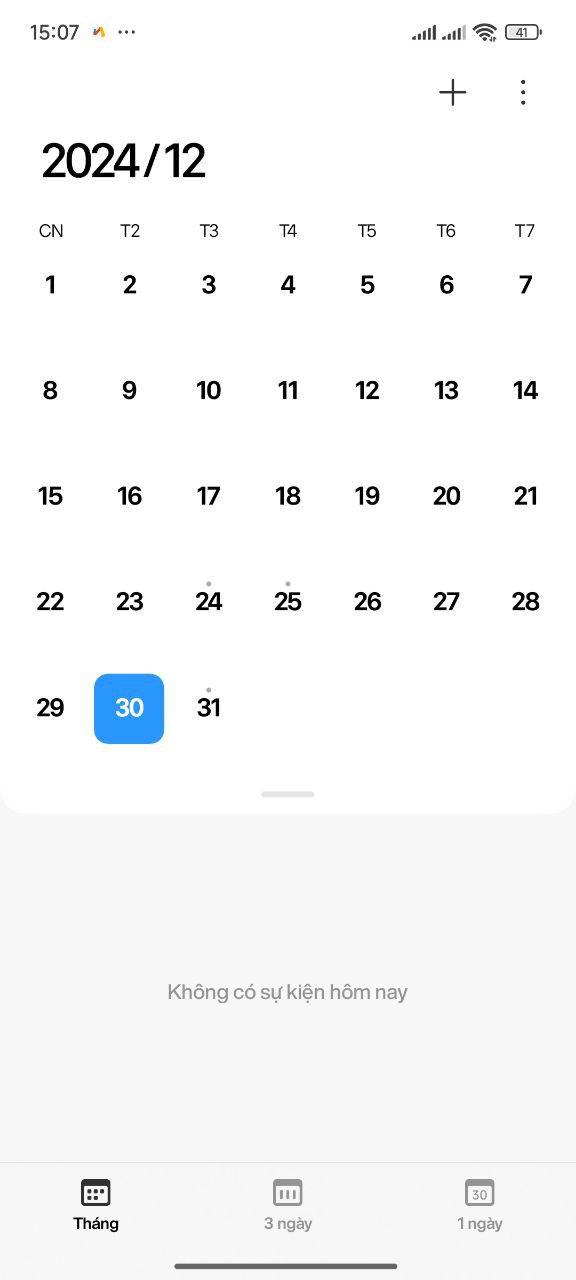 15:07 41
2024/12
CN T2 T3 T4 T5 T6 T7
1 2 3 4 5 6 7
8 9 10 11 12 13 14
15 16 17 18 19 20 21
22 23 24 25 26 27 28
29 30 31
Không có sự kiện hôm nay
30
Tháng 3 ngày 1 ngày